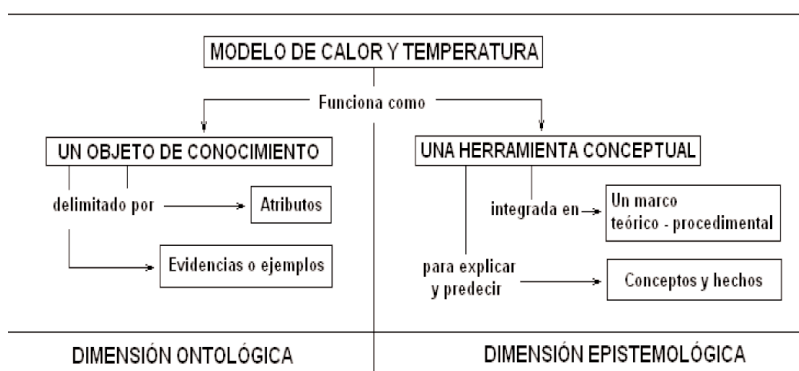 MODELO DE CALOR Y TEMPERATURA
Funciona como
UN OBJETO DE CONOCIMIENTO
delimitado por
Atributos
Evidencias o ejemplos
UNA HERRAMIENTA CONCEPTUAL
integrada en
Un marco
teórico - procedimental
para explicar
y predecir
Conceptos y hechos
DIMENSIÓN ONTOLÓGICA
DIMENSIÓN EPISTEMOLÓGICA